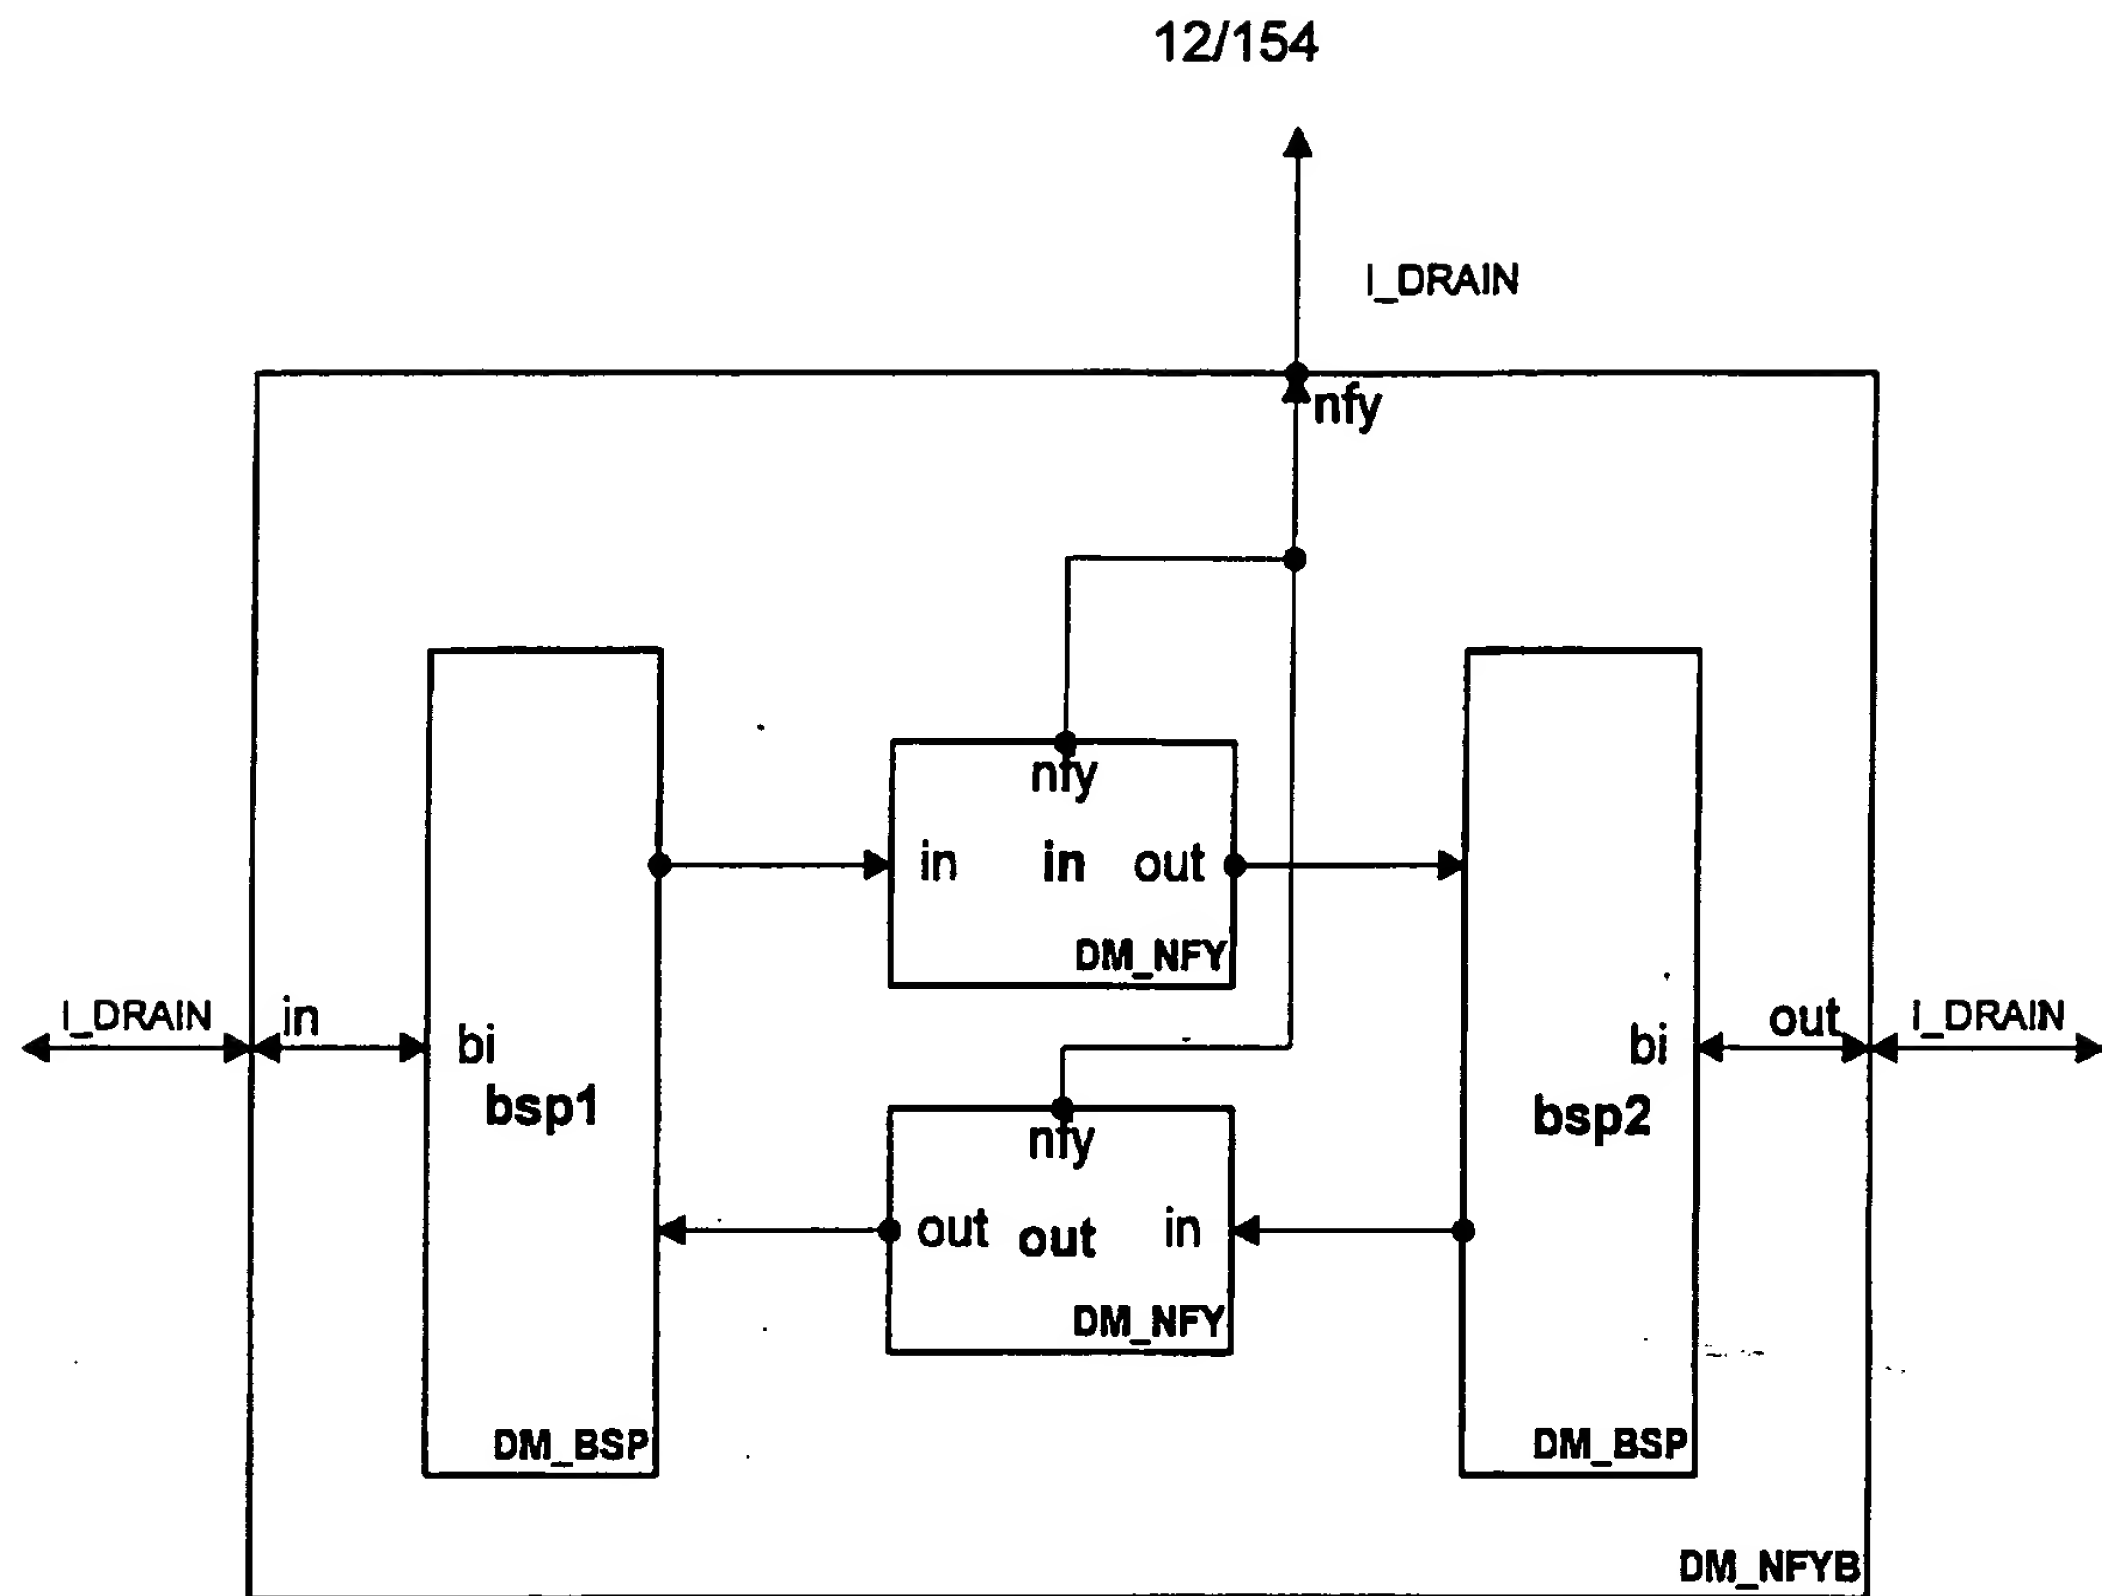 12/154
I_DRAIN
nfy
nfy
in in out
DM_NFY
I_DRAIN in
bi
bsp1
out I_DRAIN
bi
bsp2
nfy
out out in
DM_NFY
DM_BSP
DM_BSP
DM_NFYB